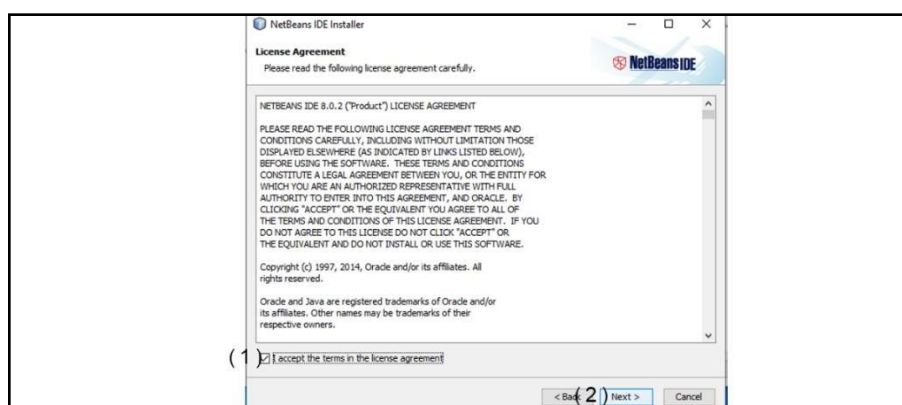 NetBeans IDE Installer
License Agreement
Please read the following license agreement carefully.
NetBeans IDE
NETBEANS IDE 8.0.2 ("Product") LICENSE AGREEMENT
PLEASE READ THE FOLLOWING LICENSE AGREEMENT TERMS AND
CONDITIONS CAREFULLY, INCLUDING WITHOUT LIMITATION THOSE
DISPLAYED ELSEWHERE (AS INDICATED BY LINKS LISTED BELOW),
BEFORE USING THE SOFTWARE. THESE TERMS AND CONDITIONS
CONSTITUTE A LEGAL AGREEMENT BETWEEN YOU, OR THE ENTITY FOR
WHICH YOU ARE AN AUTHORIZED REPRESENTATIVE WITH FULL
AUTHORITY TO ENTER INTO THIS AGREEMENT, AND ORACLE. BY
CLICKING "ACCEPT" OR THE EQUIVALENT YOU AGREE TO ALL OF
THE TERMS AND CONDITIONS OF THIS LICENSE AGREEMENT. IF YOU
DO NOT AGREE TO THIS LICENSE DO NOT CLICK "ACCEPT" OR
THE EQUIVALENT AND DO NOT INSTALL OR USE THIS SOFTWARE.
Copyright (c) 1997, 2014, Oracle and/or its affiliates. All
rights reserved.
Oracle and Java are registered trademarks of Oracle and/or
its affiliates. Other names may be trademarks of their
respective owners.
(1) I accept the terms in the license agreement
< Back (2) Next > Cancel